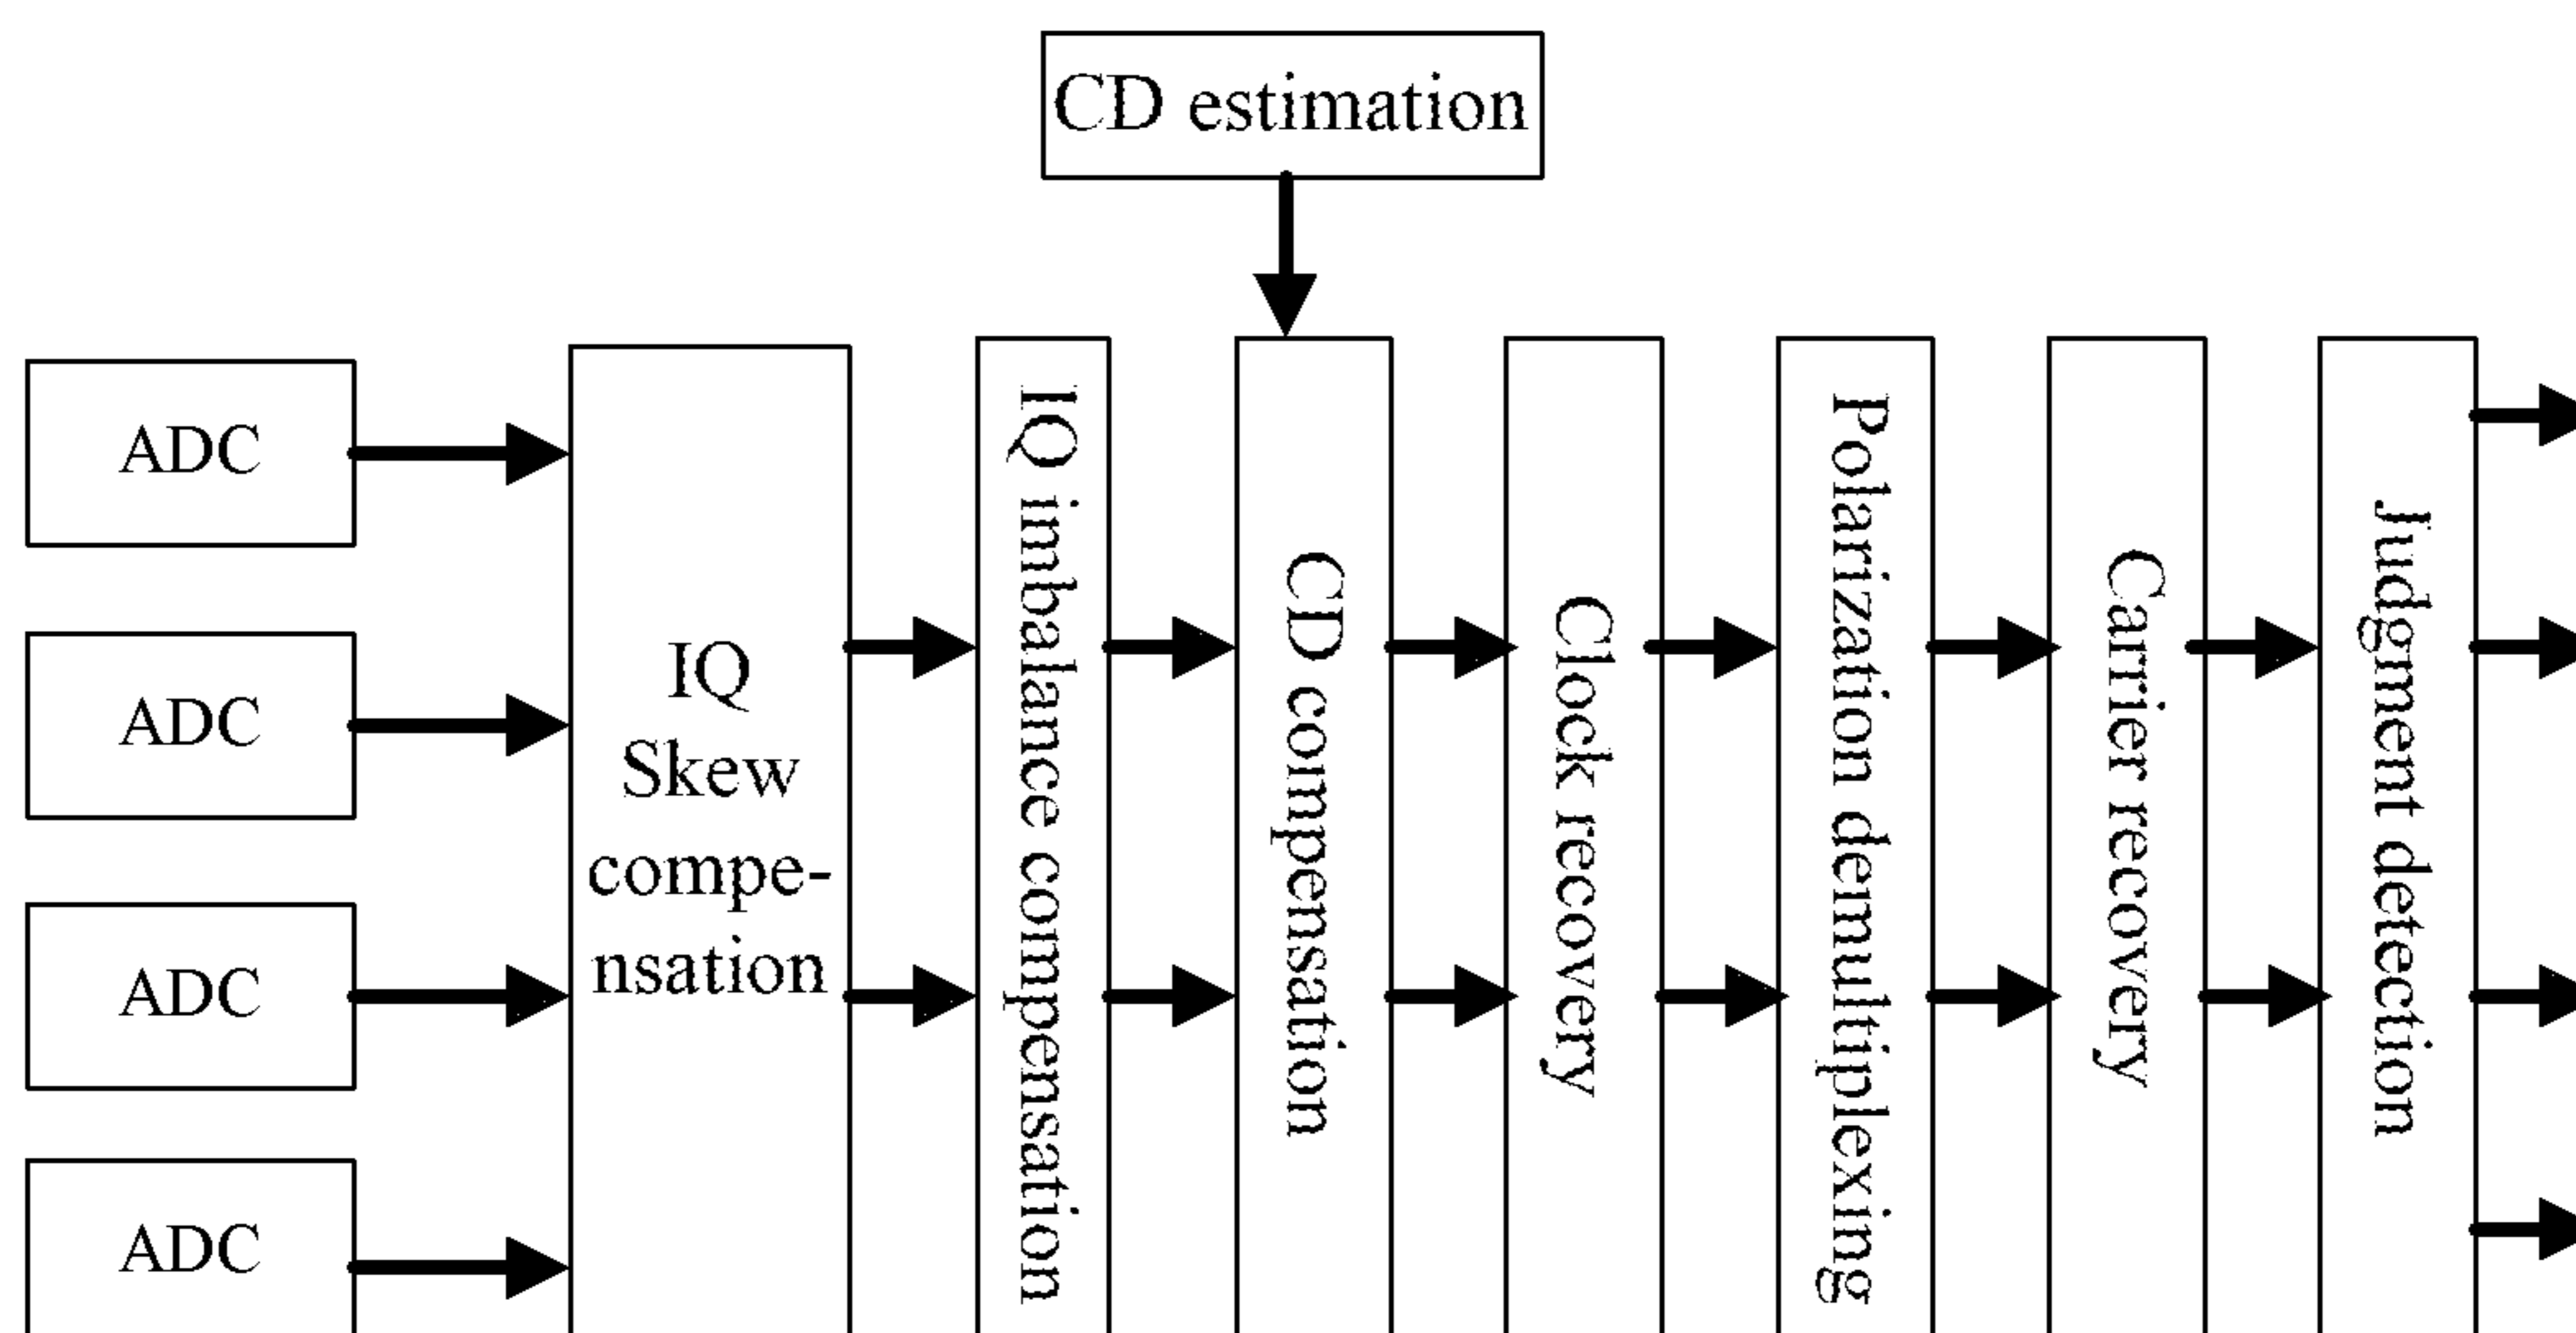 CD estimation
ADC
ADC
ADC
ADC
IQ
Skew
compe-
nsation
IQ imbalance compensation
CD compensation
Clock recovery
Polarization demultiplexing
Carrier recovery
Judgment detection